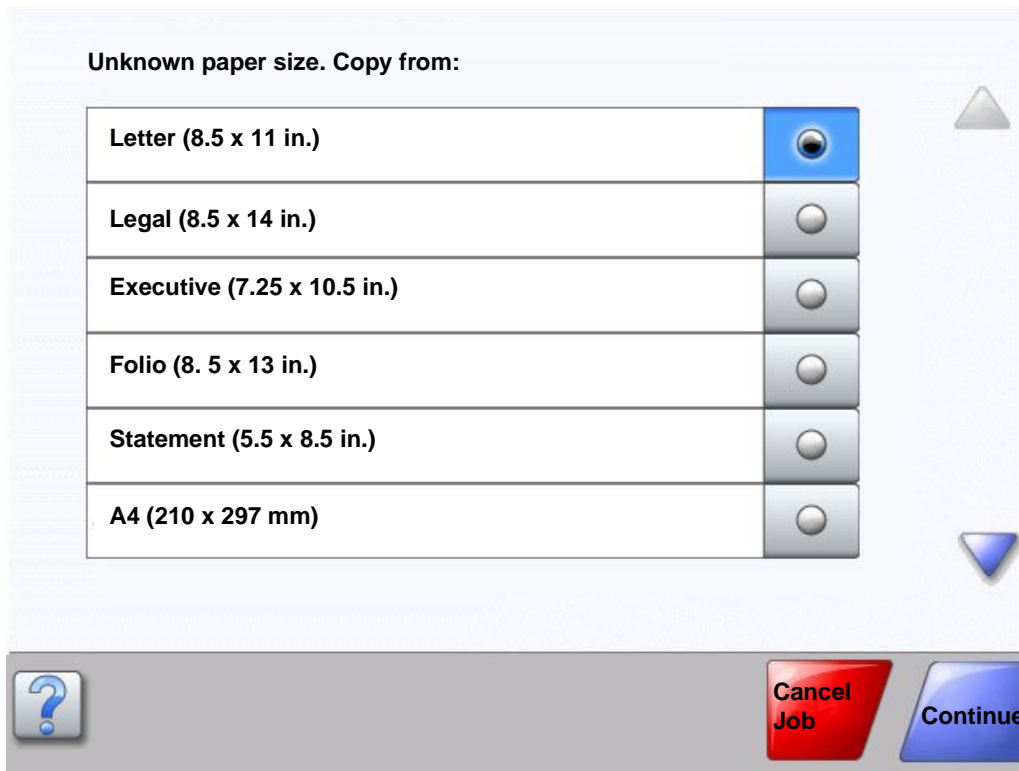 Unknown paper size. Copy from:
Letter (8.5 x 11 in.)
Legal (8.5 x 14 in.)
Executive (7.25 x 10.5 in.)
Folio (8. 5 x 13 in.)
Statement (5.5 x 8.5 in.)
A4 (210 x 297 mm)
?
Cancel
Job
Continue